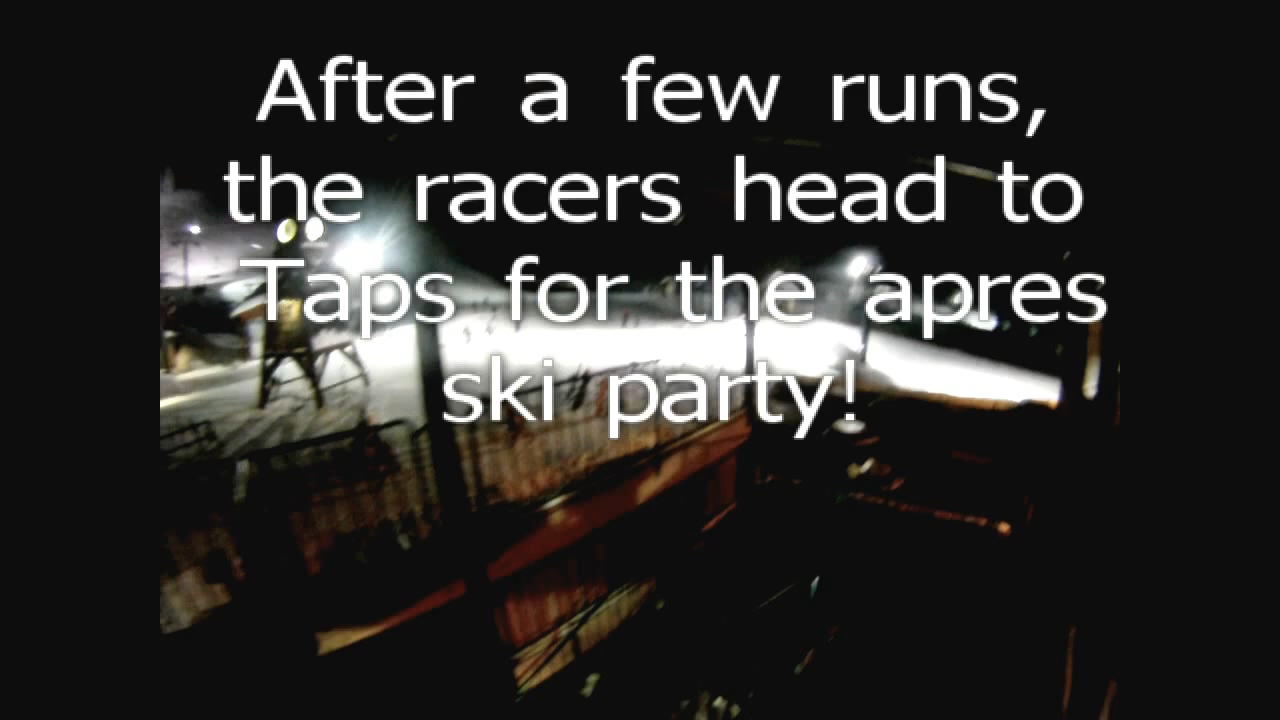 After a few runs,
the racers head to
Taps for the apres
ski party!